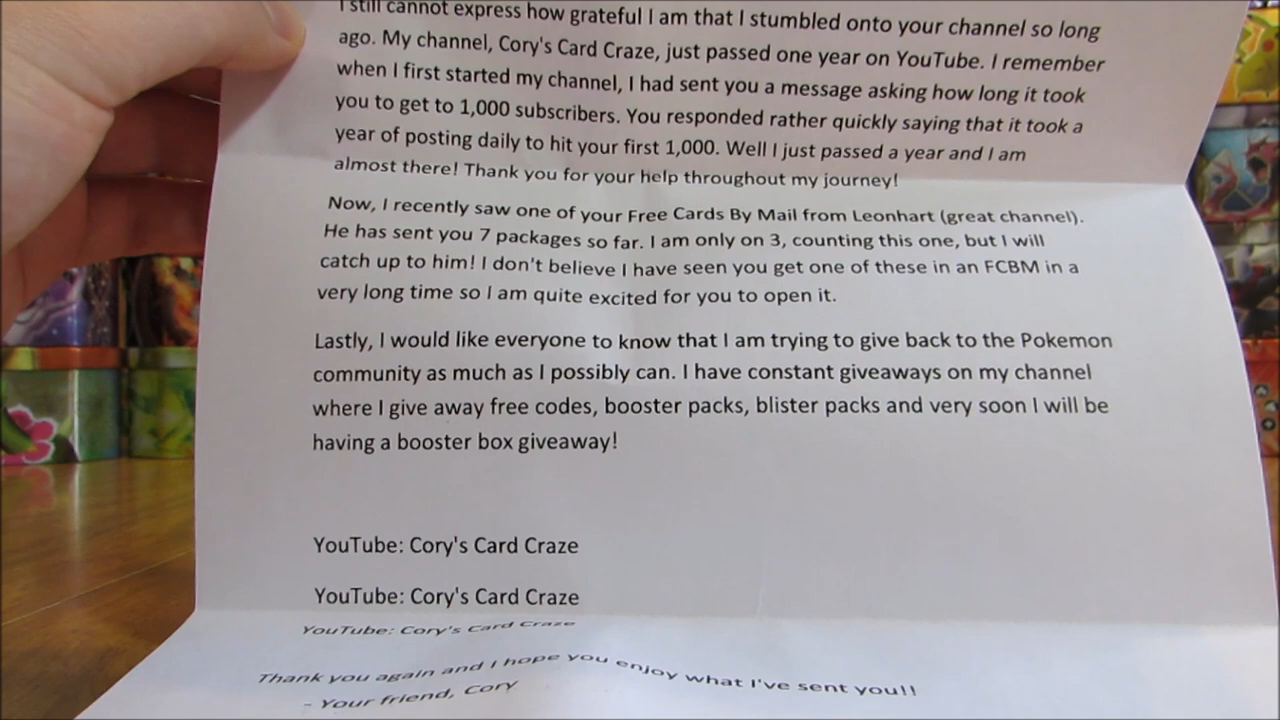 I still cannot express how grateful I am that I stumbled onto your channel so long
ago. My channel, Cory's Card Craze, just passed one year on YouTube. I remember
when I first started my channel, I had sent you a message asking how long it took
you to get to 1,000 subscribers. You responded rather quickly saying that it took a
year of posting daily to hit your first 1,000. Well I just passed a year and I am
almost there! Thank you for your help throughout my journey!
Now, I recently saw one of your Free Cards By Mail from Leonhart (great channel).
He has sent you 7 packages so far. I am only on 3, counting this one, but I will
catch up to him! I don't believe I have seen you get one of these in an FCBM in a
very long time so I am quite excited for you to open it.
Lastly, I would like everyone to know that I am trying to give back to the Pokemon
community as much as I possibly can. I have constant giveaways on my channel
where I give away free codes, booster packs, blister packs and very soon I will be
having a booster box giveaway!
YouTube: Cory's Card Craze
YouTube: Cory's Card Craze
YouTube: Cory's Card Craze
Thank you again and I hope you enjoy what I've sent you!!
- Your friend, Cory